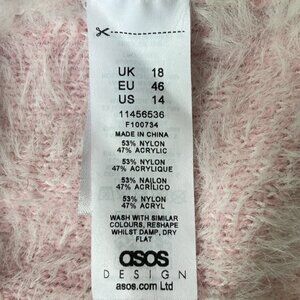 UK 18
EU 46
US 14
11456536
F100734
MADE IN CHINA
53% NYLON
47% ACRYLIC
53% NYLON
47% ACRYLIQUE
53% NAILON
47% ACRÍLICO
53% NYLON
47% ACRYL
WASH WITH SIMILAR
COLOURS, RESHAPE
WHILST DAMP, DRY
FLAT
asos
DESIGN
asos.com Ltd